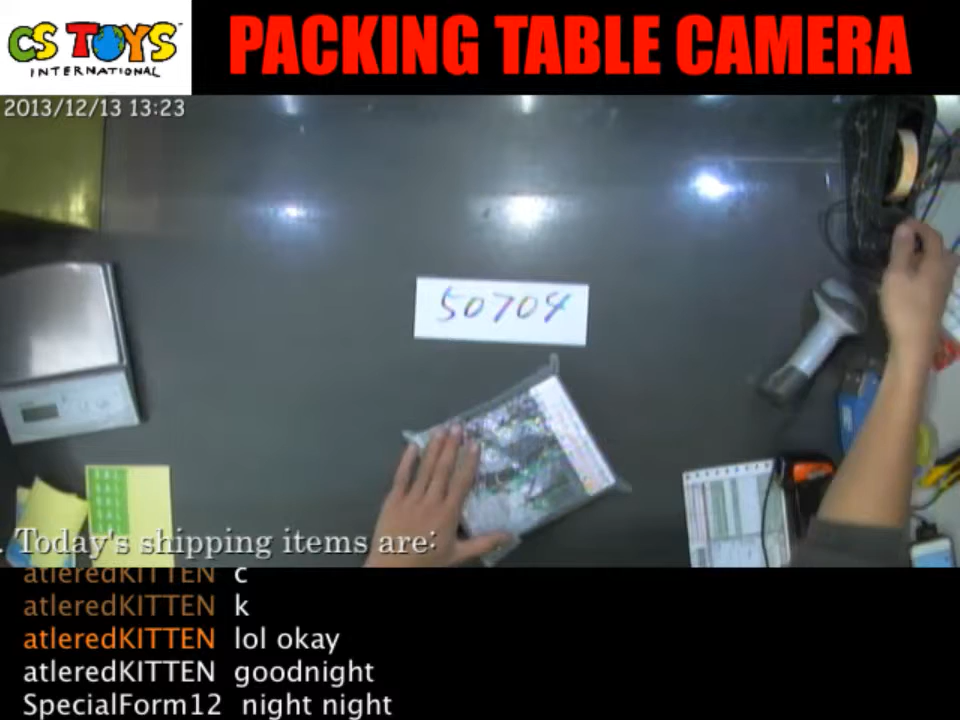 CS TOYS™
INTERNATIONAL
PACKING TABLE CAMERA
2013/12/13 13:23
50704
Today's shipping items are:
atleredKITTEN c
atleredKITTEN k
atleredKITTEN lol okay
atleredKITTEN goodnight
SpecialForm12 night night